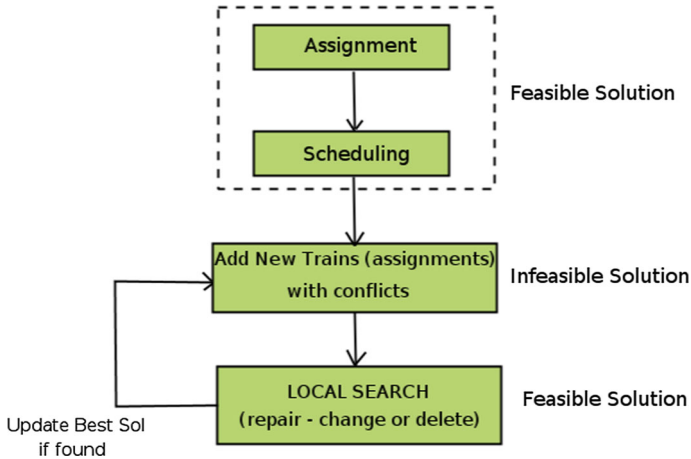 Assignment
Feasible Solution
Scheduling
Add New Trains (assignments)
with conflicts
Infeasible Solution
LOCAL SEARCH
(repair - change or delete)
Feasible Solution
Update Best Sol
if found